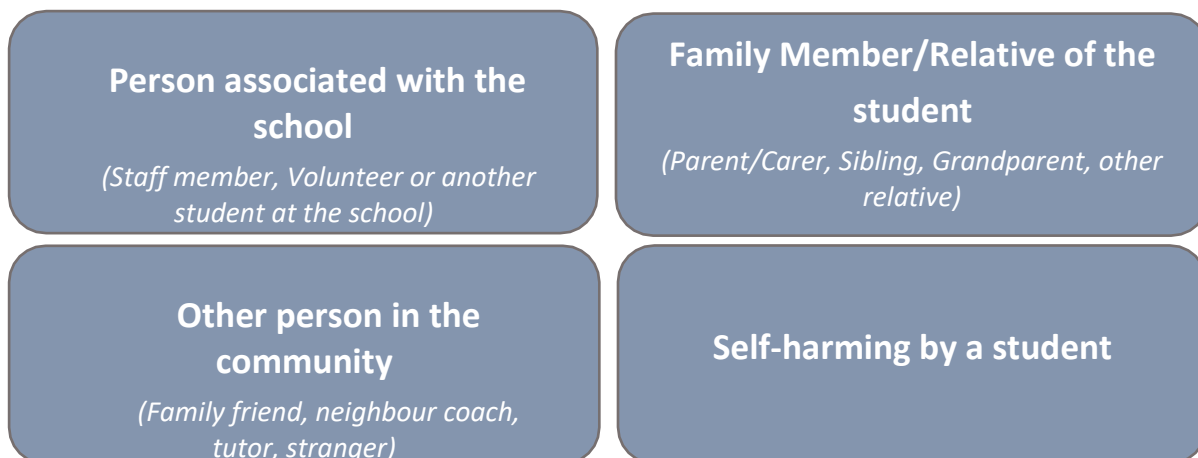 Person associated with the
school
(Staff member, Volunteer or another
student at the school)
Family Member/Relative of the
student
(Parent/Carer, Sibling, Grandparent, other
relative)
Other person in the
community
(Family friend, neighbour coach,
tutor, stranger)
Self-harming by a student